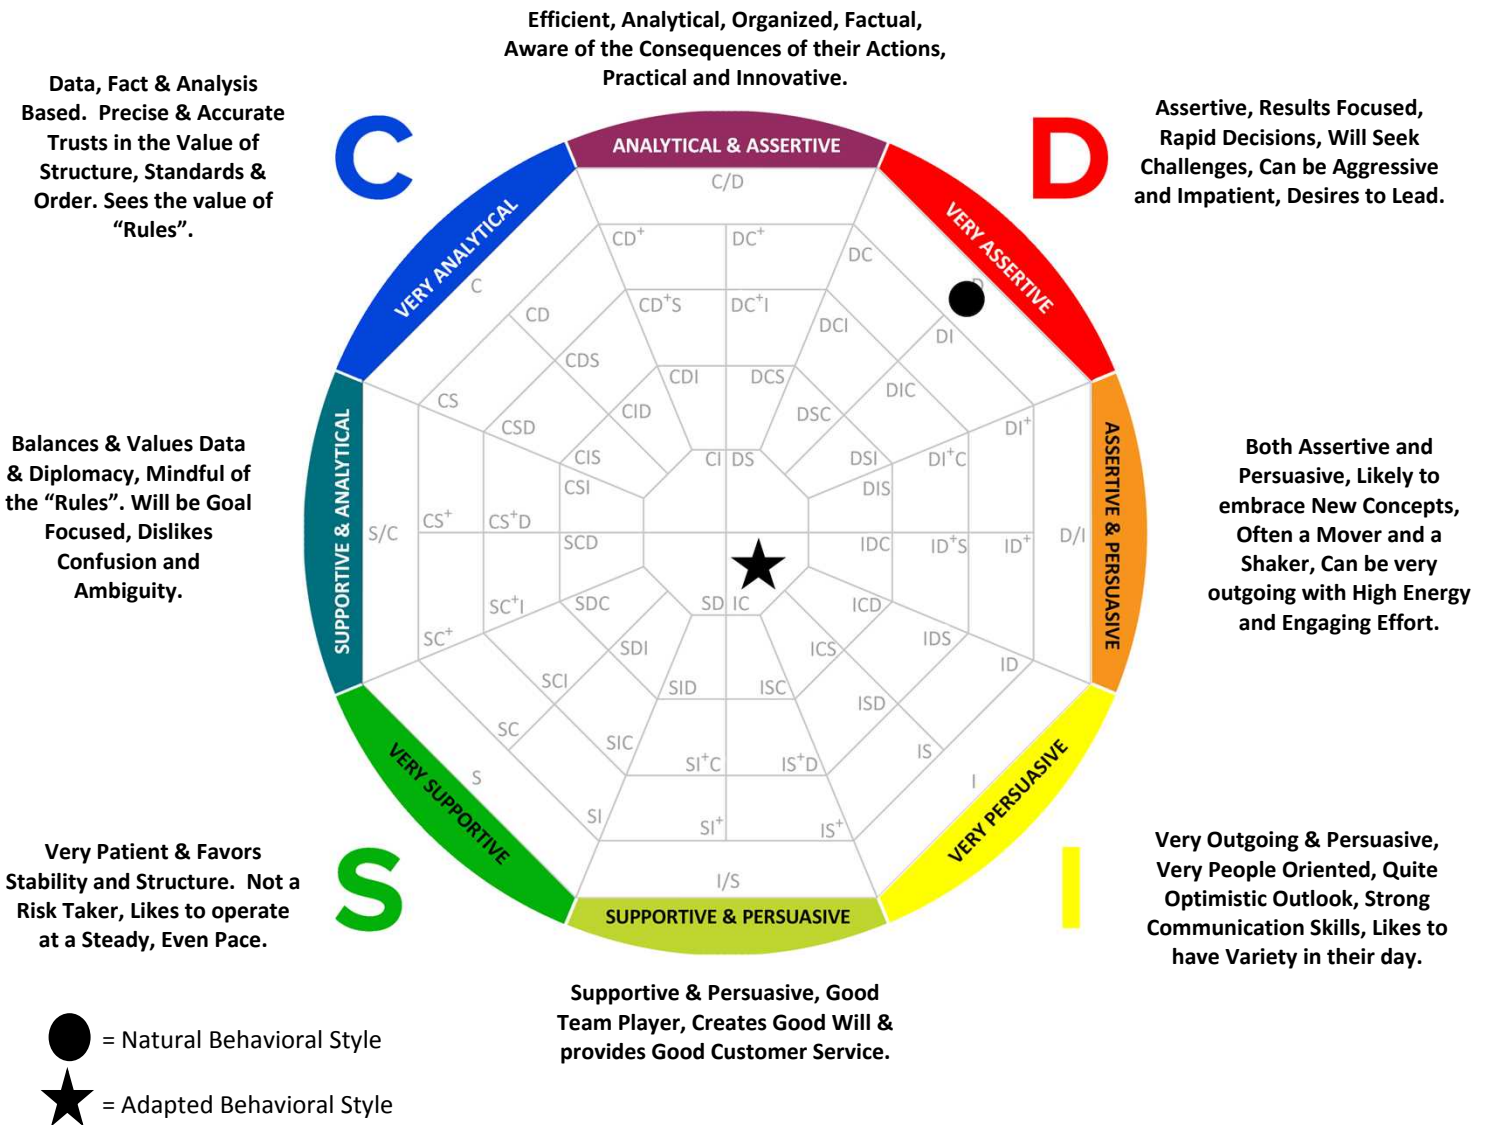 Efficient, Analytical, Organized, Factual,
Aware of the Consequences of their Actions,
Practical and Innovative.
Data, Fact & Analysis
Based. Precise & Accurate
Trusts in the Value of
Structure, Standards &
Order. Sees the value of
“Rules”.
C
D
Assertive, Results Focused,
Rapid Decisions, Will Seek
Challenges, Can be Aggressive
and Impatient, Desires to Lead.
ANALYTICAL & ASSERTIVE
VERY ANALYTICAL
VERY ASSERTIVE
C/D
CD+
DC+
DC
C
D
CD
CD+S
DC+I
DCI
DI
CDS
CDI
DCS
DIC
CS
CID
DSC
CSD
DI+
CIS
CI
DS
DSI
DI+C
CSI
DIS
Balances & Values Data
& Diplomacy, Mindful of
the “Rules”. Will be Goal
Focused, Dislikes
Confusion and
Ambiguity.
SUPPORTIVE & ANALYTICAL
ASSERTIVE & PERSUASIVE
Both Assertive and
Persuasive, Likely to
embrace New Concepts,
Often a Mover and a
Shaker, Can be very
outgoing with High Energy
and Engaging Effort.
S/C
CS+
CS+D
SCD
IDC
ID+S
ID+
D/I
SC+I
SDC
SD
IC
ICD
SC+
SDI
ICS
IDS
ID
SCI
SID
ISC
ISD
SC
SIC
IS
SI+C
IS+D
S
I
SI
SI+
IS+
I/S
VERY SUPPORTIVE
VERY PERSUASIVE
SUPPORTIVE & PERSUASIVE
S
I
Very Patient & Favors
Stability and Structure. Not a
Risk Taker, Likes to operate
at a Steady, Even Pace.
Very Outgoing & Persuasive,
Very People Oriented, Quite
Optimistic Outlook, Strong
Communication Skills, Likes to
have Variety in their day.
Supportive & Persuasive, Good
Team Player, Creates Good Will &
provides Good Customer Service.
= Natural Behavioral Style
= Adapted Behavioral Style